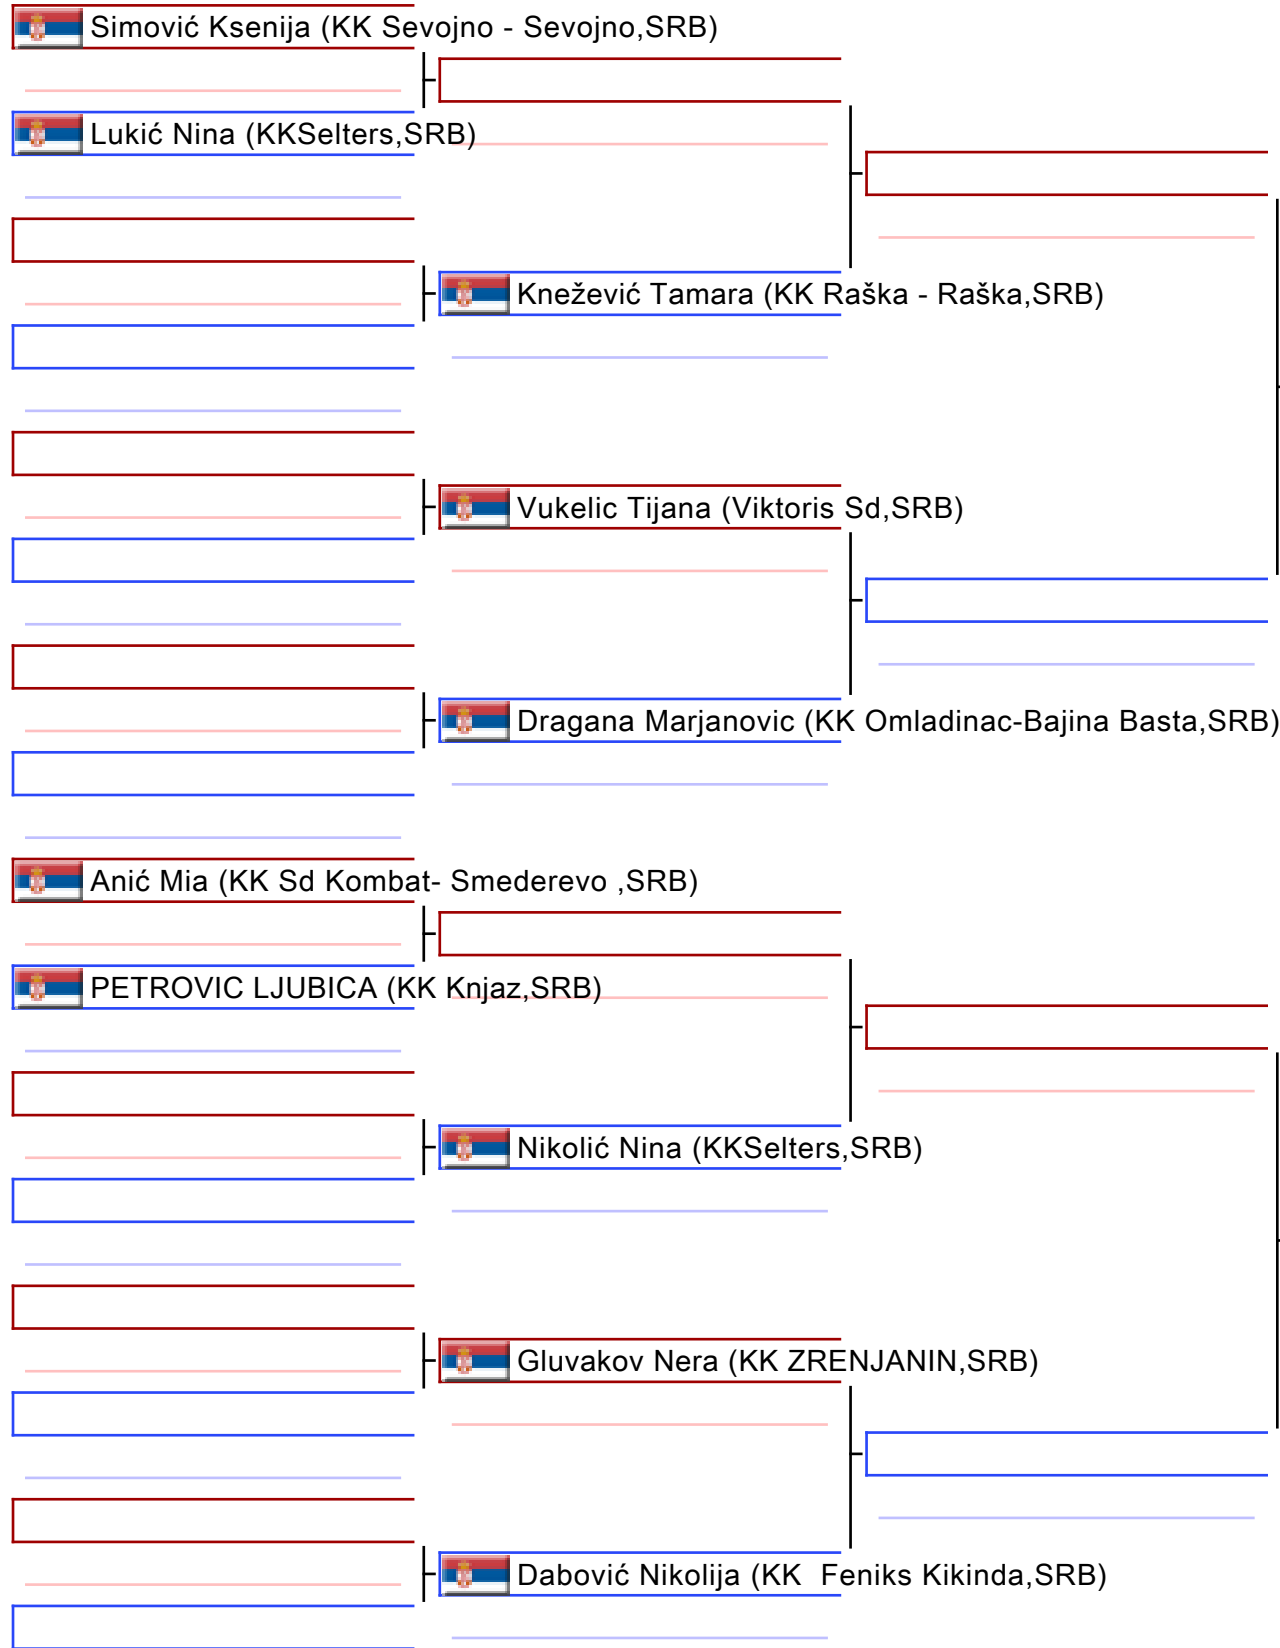 Simović Ksenija (KK Sevojno - Sevojno,SRB)
Lukić Nina (KKSelters,SRB)
Knežević Tamara (KK Raška - Raška,SRB)
Vukelic Tijana (Viktoris Sd,SRB)
Dragana Marjanovic (KK Omladinac-Bajina Basta,SRB)
Anić Mia (KK Sd Kombat- Smederevo ,SRB)
PETROVIC LJUBICA (KK Knjaz,SRB)
Nikolić Nina (KKSelters,SRB)
Gluvakov Nera (KK ZRENJANIN,SRB)
Dabović Nikolija (KK  Feniks Kikinda,SRB)